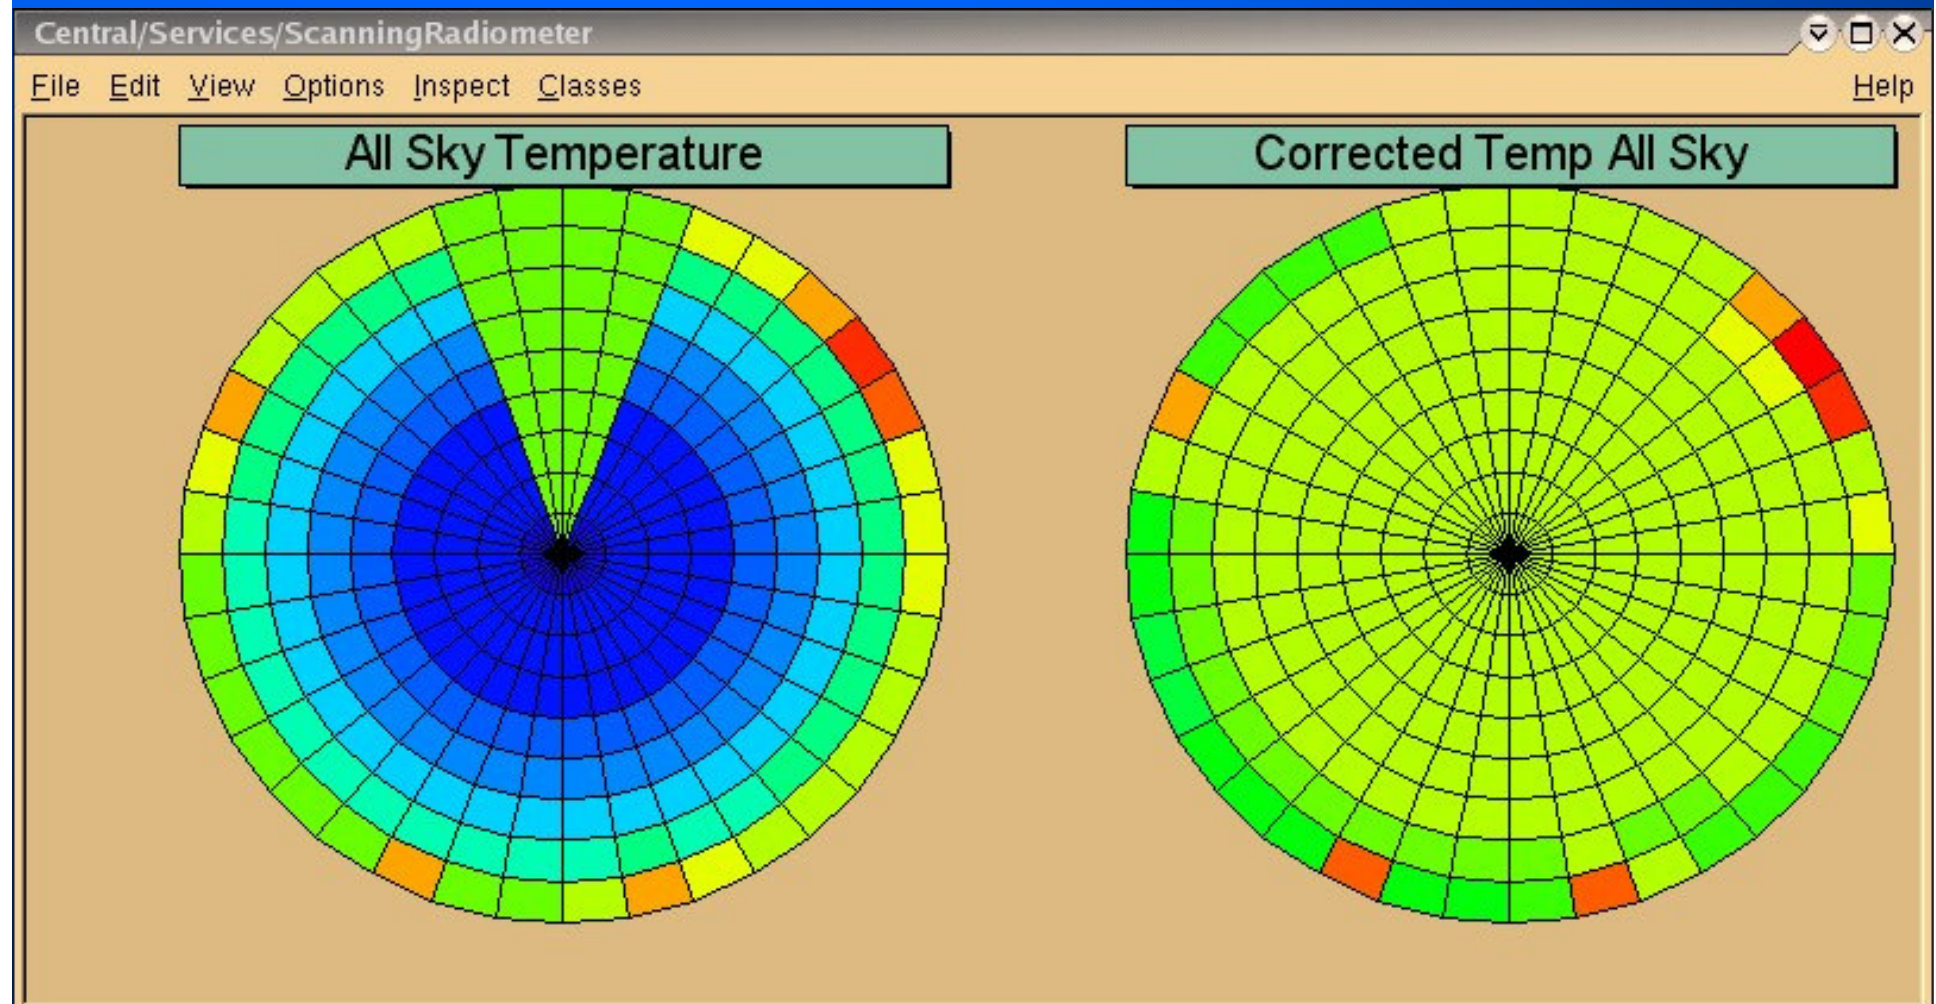 Central/Services/ScanningRadiometer
File Edit View Options Inspect Classes Help
All Sky Temperature
Corrected Temp All Sky